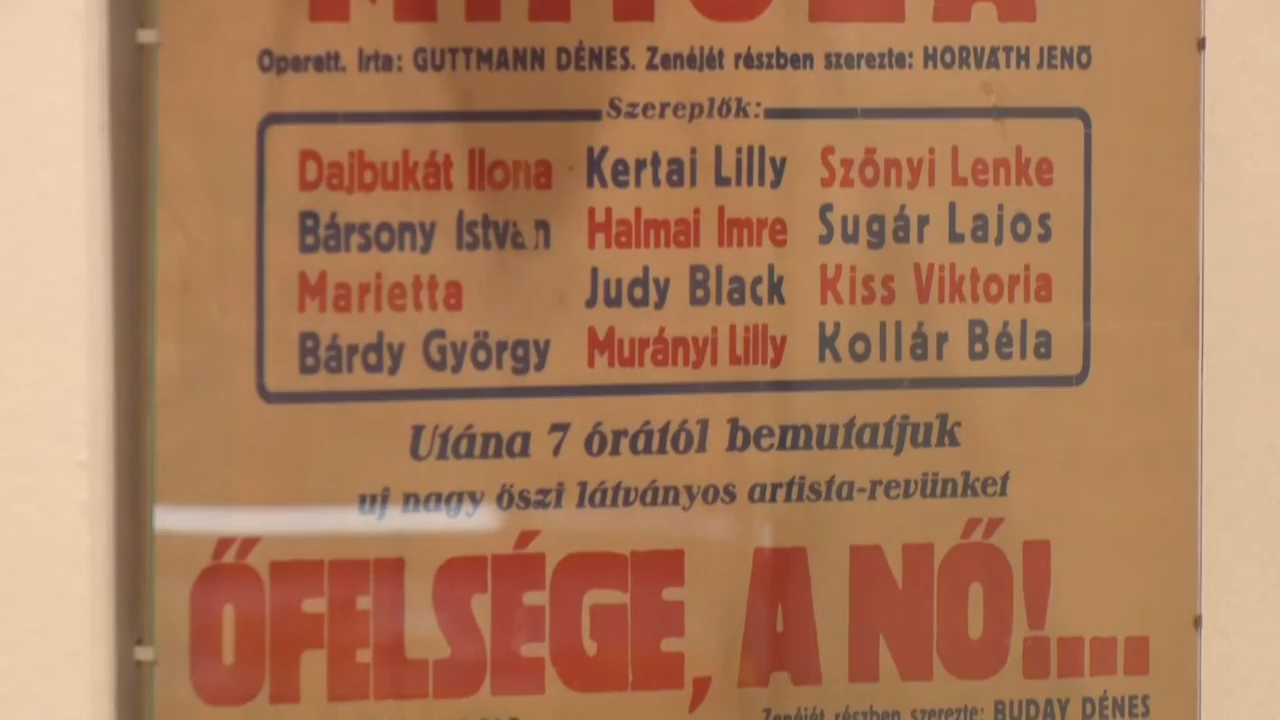 Operett. Irta: GUTTMANN DÉNES. Zenéjét részben szerezte: HORVÁTH JENŐ
Szereplők:
Dajbukát Ilona Kertai Lilly Szőnyi Lenke
Bársony István Halmai Imre Sugár Lajos
Marietta Judy Black Kiss Viktoria
Bárdy György Murányi Lilly Kollár Béla
Utána 7 órától bemutatjuk
uj nagy őszi látványos artista-revünket
ŐFELSÉGE, A NŐ!...
Zenéjét részben szerezte: BUDAY DÉNES